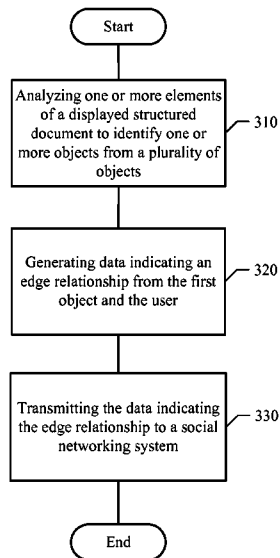 Start
Analyzing one or more elements
of a displayed structured
document to identify one or
more objects from a plurality of
objects
310
Generating data indicating an
edge relationship from the first
object and the user
320
Transmitting the data indicating
the edge relationship to a social
networking system
330
End